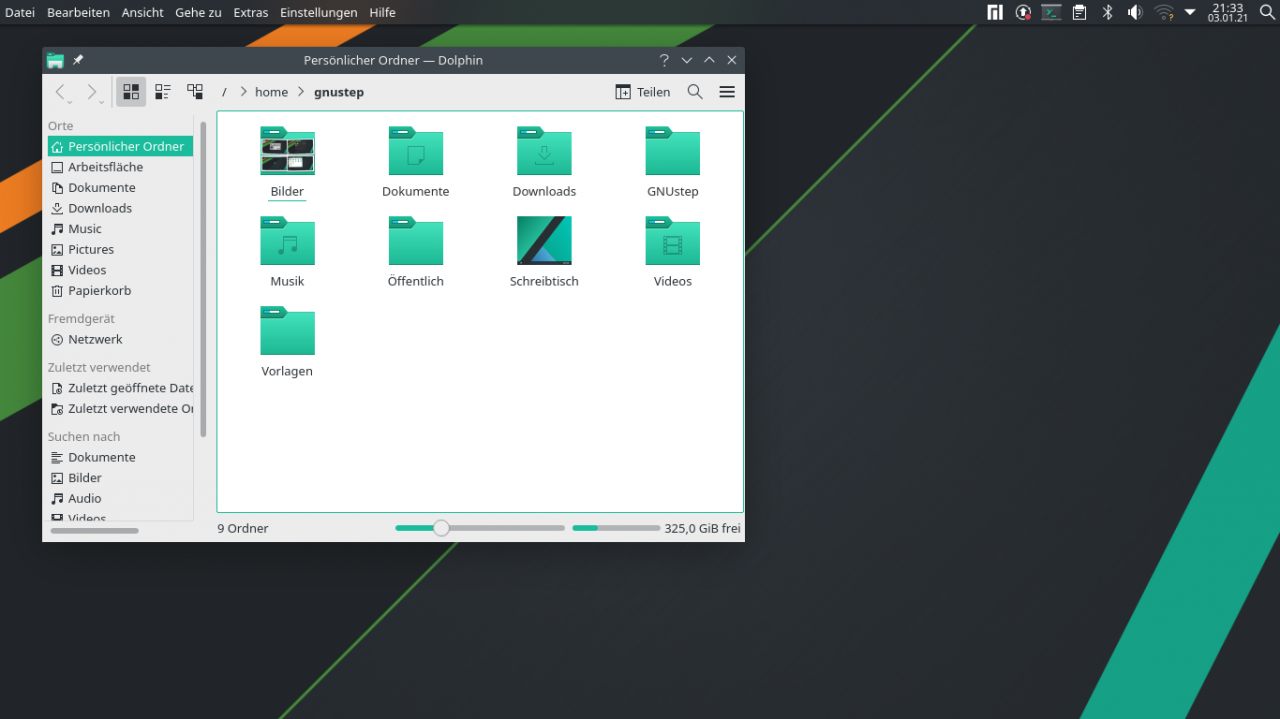 Datei Bearbeiten Ansicht Gehe zu Extras Einstellungen Hilfe
21:33
03.01.21
Persönlicher Ordner — Dolphin
/ home gnustep
Teilen
Orte
Persönlicher Ordner
Arbeitsfläche
Dokumente
Downloads
Music
Pictures
Videos
Papierkorb
Fremdgerät
Netzwerk
Zuletzt verwendet
Zuletzt geöffnete Date
Zuletzt verwendete Or
Suchen nach
Dokumente
Bilder
Audio
Videos
Bilder Dokumente Downloads GNUstep
Musik Öffentlich Schreibtisch Videos
Vorlagen
9 Ordner
325,0 GiB frei